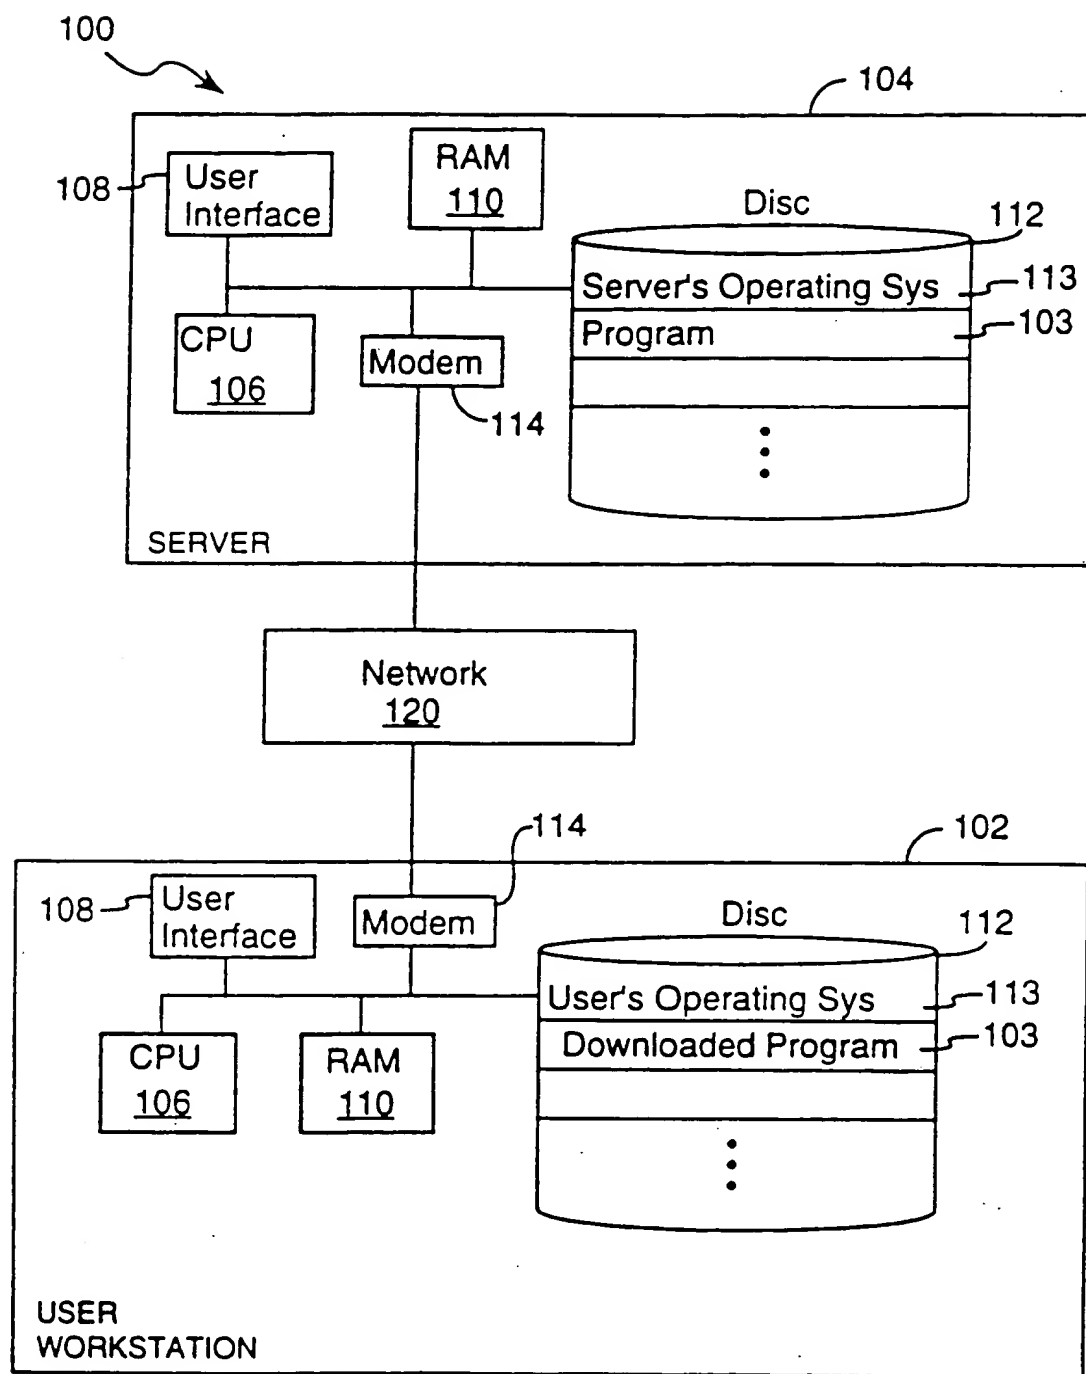 100
104
108
User
Interface
RAM
110
Disc
112
Server's Operating Sys
113
Program
103
CPU
106
Modem
114
SERVER
Network
120
102
114
108
User
Interface
Modem
Disc
112
User's Operating Sys
113
Downloaded Program
103
CPU
106
RAM
110
USER
WORKSTATION